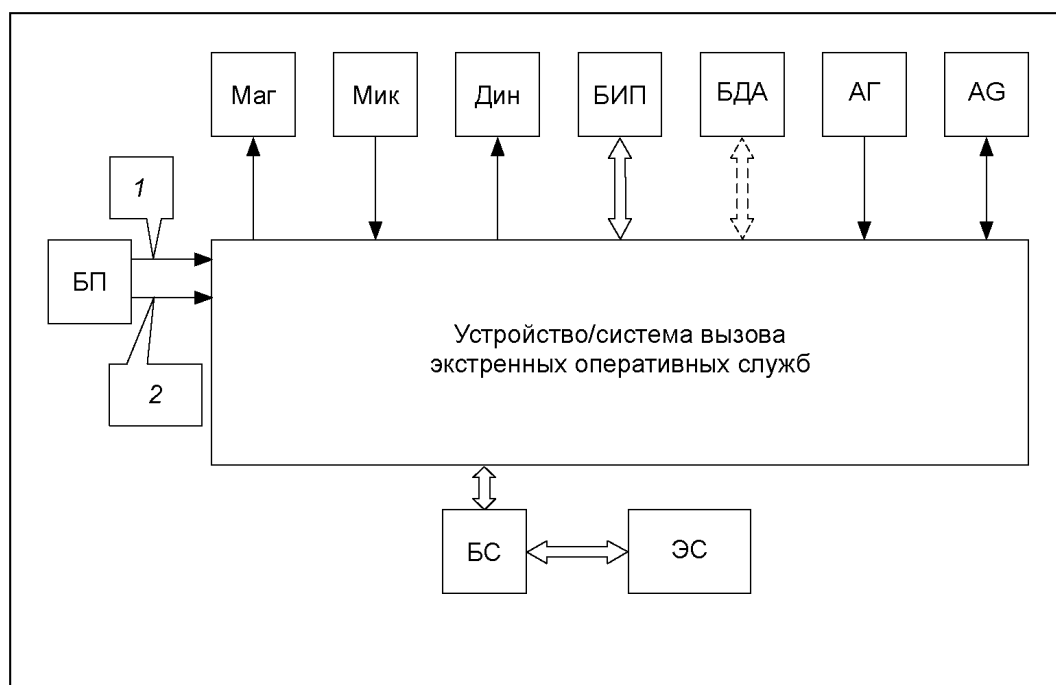 Маг
Мик
Дин
БИП
БДА
АГ
AG
1
БП
2
Устройство/система вызова
экстренных оперативных служб
БС
ЭС